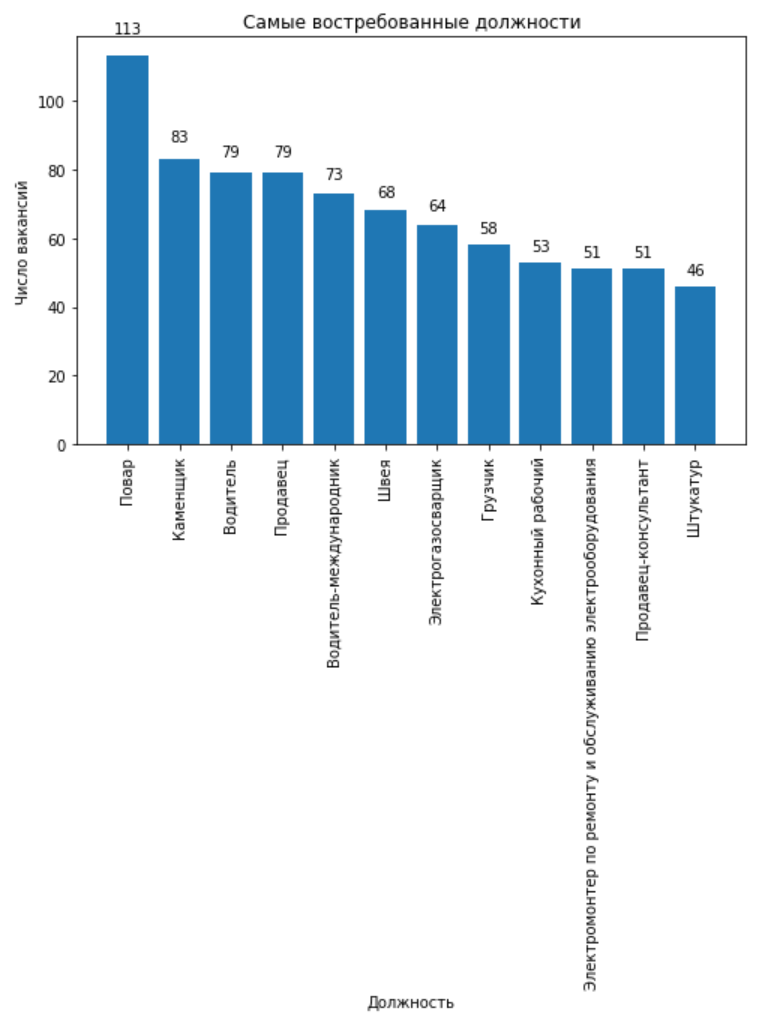 Самые востребованные должности
113
83
79
79
73
68
64
58
53
51
51
46
100
80
60
40
20
0
Число вакансий
Повар
Каменщик
Водитель
Продавец
Водитель-международник
Швея
Электрогазосварщик
Грузчик
Кухонный рабочий
Электромонтер по ремонту и обслуживанию электрооборудования
Продавец-консультант
Штукатур
Должность